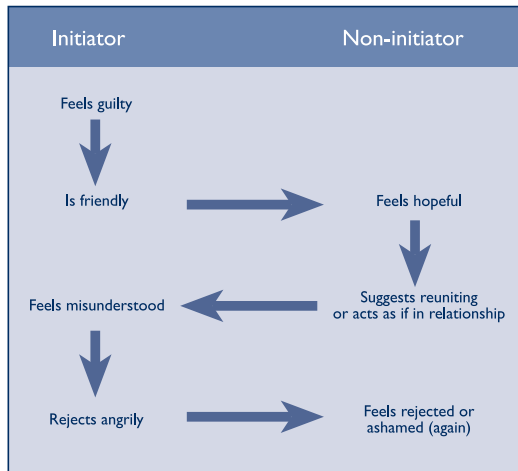 Initiator
Non-initiator
Feels guilty
Is friendly
Feels hopeful
Feels misunderstood
Suggests reuniting
or acts as if in relationship
Rejects angrily
Feels rejected or
ashamed (again)